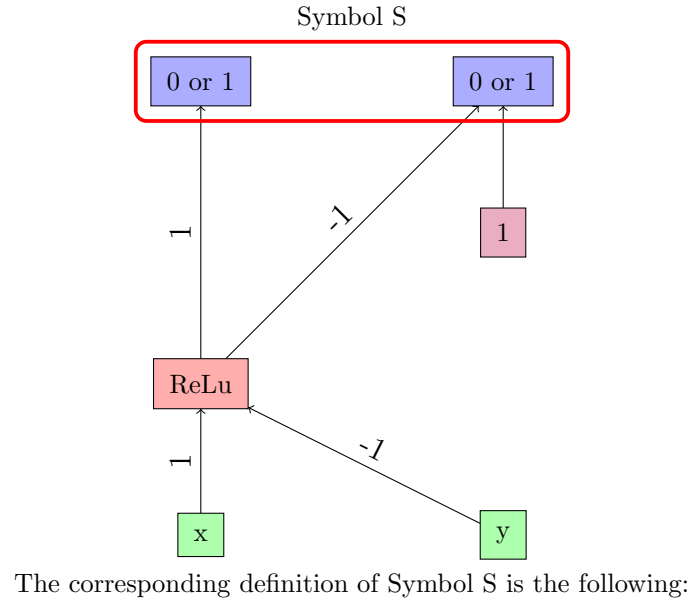 Symbol S
0 or 1
0 or 1
-1
1
1
ReLu
-1
1
x
y
The corresponding definition of Symbol S is the following: